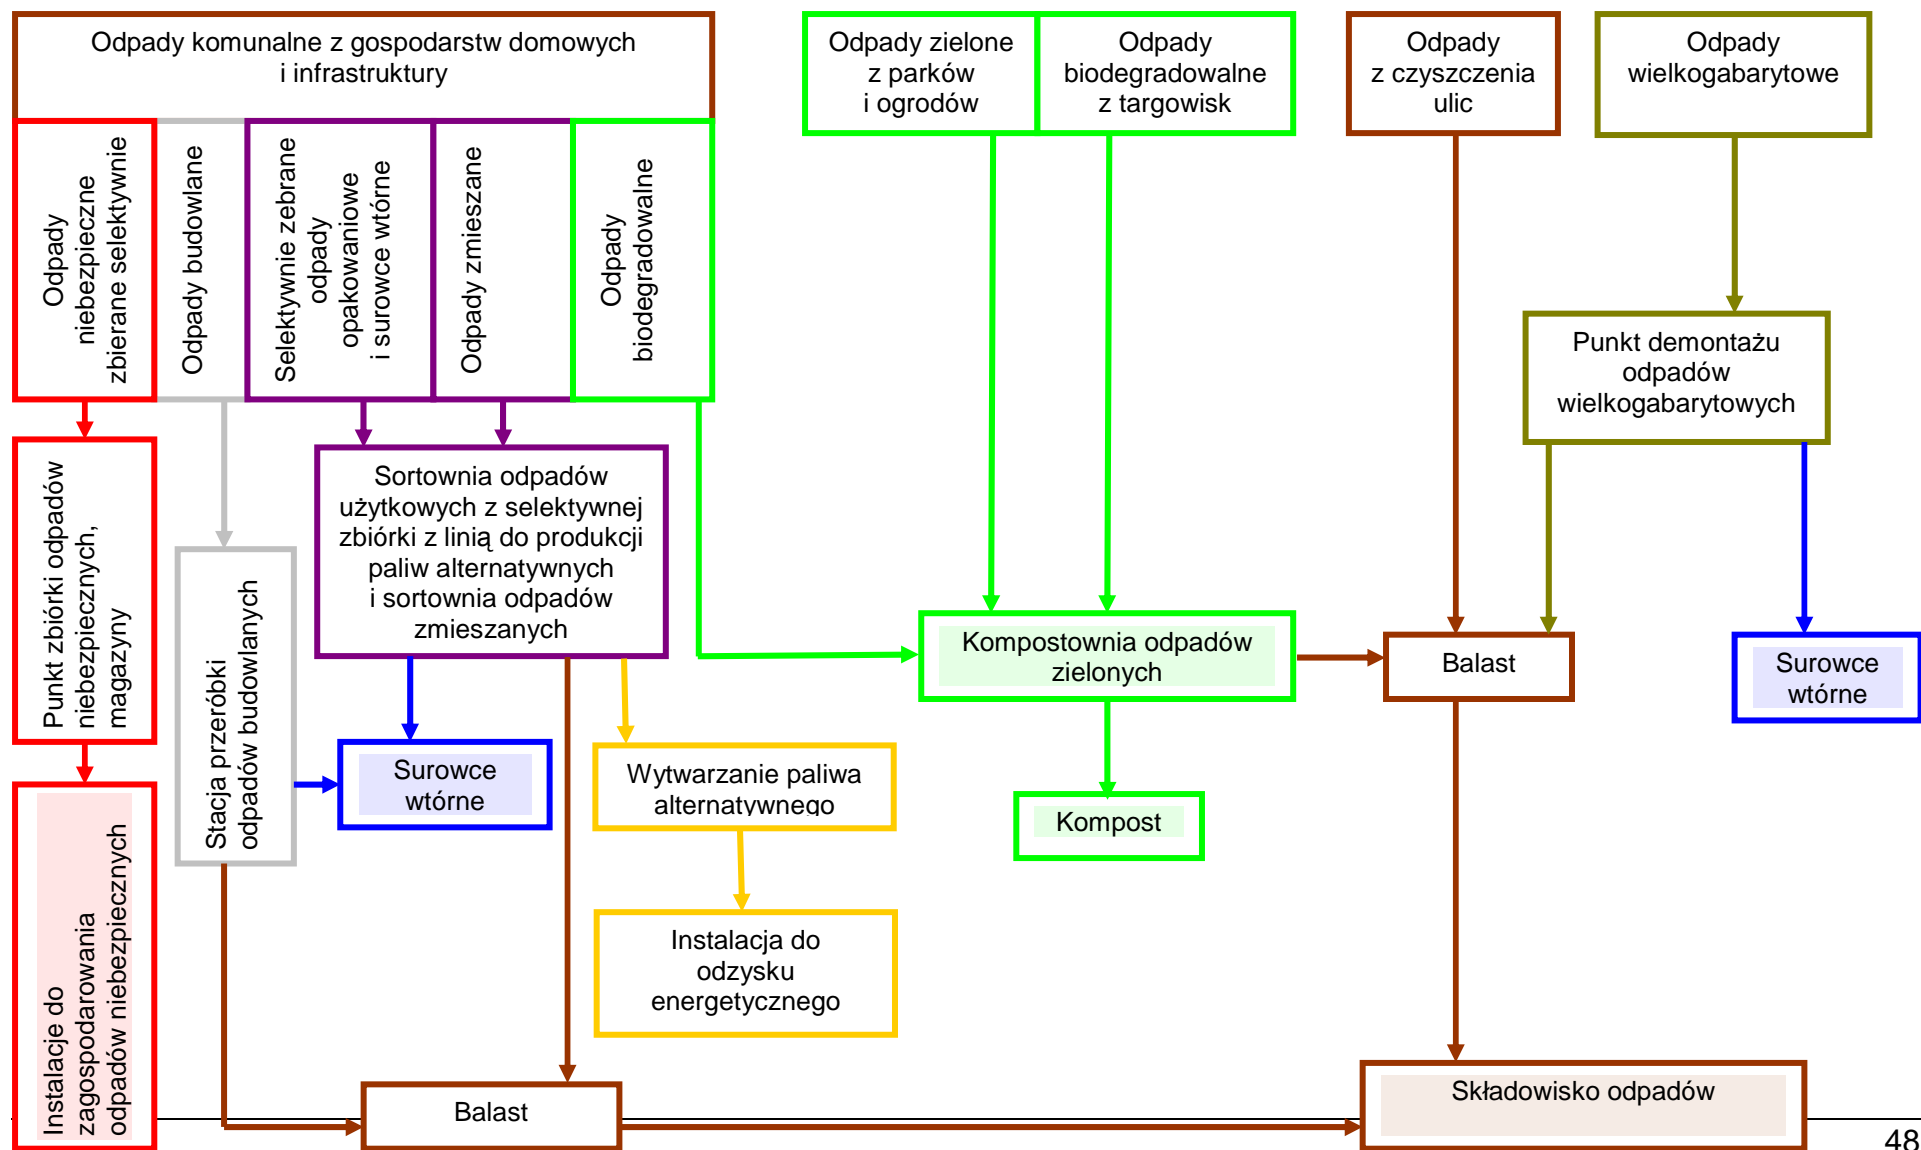 Odpady komunalne z gospodarstw domowych
i infrastruktury
Odpady zielone
z parków
i ogrodów
Odpady
biodegradowalne
z targowisk
Odpady
z czyszczenia
ulic
Odpady
wielkogabarytowe
Odpady
niebezpieczne
zbierane selektywnie
Odpady budowlane
Selektywnie zebrane
odpady
opakowaniowe
i surowce wtórne
Odpady zmieszane
Odpady
biodegradowalne
Punkt demontażu
odpadów
wielkogabarytowych
Punkt zbiórki odpadów
niebezpiecznych,
magazyny
Sortownia odpadów
użytkowych z selektywnej
zbiórki z linią do produkcji
paliw alternatywnych
i sortownia odpadów
zmieszanych
Stacja przeróbki
odpadów budowlanych
Kompostownia odpadów
zielonych
Balast
Surowce
wtórne
Surowce
wtórne
Wytwarzanie paliwa
alternatywnego
Kompost
Instalacje do
zagospodarowania
odpadów niebezpiecznych
Instalacja do
odzysku
energetycznego
Balast
Składowisko odpadów
48